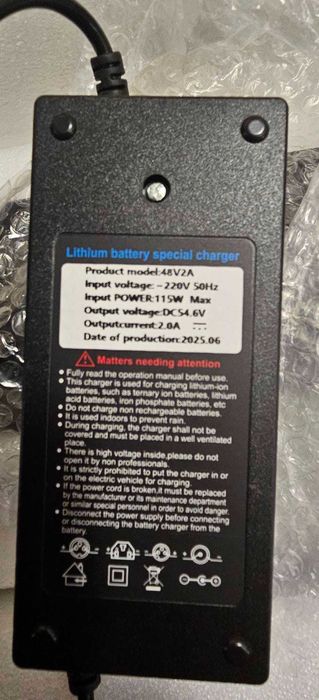 Lithium battery special charger
Product model:48V2A
Input voltage: ~220V 50Hz
Input POWER:115W Max
Output voltage:DC54.6V
Outputcurrent:2.0A
Date of production:2025.06
Matters needing attention
• Fully read the operation manual before use.
• This charger is used for charging lithium-ion
batteries, such as ternary ion batteries, lithium
acid batteries, iron phosphate batteries, etc
• Do not charge non rechargeable batteries.
• It is used indoors to prevent rain.
• During charging, the charger shall not be
covered and must be placed in a well ventilated
place.
• There is high voltage inside,please do not
open it by non professionals.
• It is strictly prohibited to put the charger in or
on the electric vehicle for charging.
• If the power cord is broken,it must be replaced
by the manufacturer or its maintenance department
or similar special personnel in order to avoid danger.
• Disconnect the power supply before connecting
or disconnecting the battery charger from the
battery.